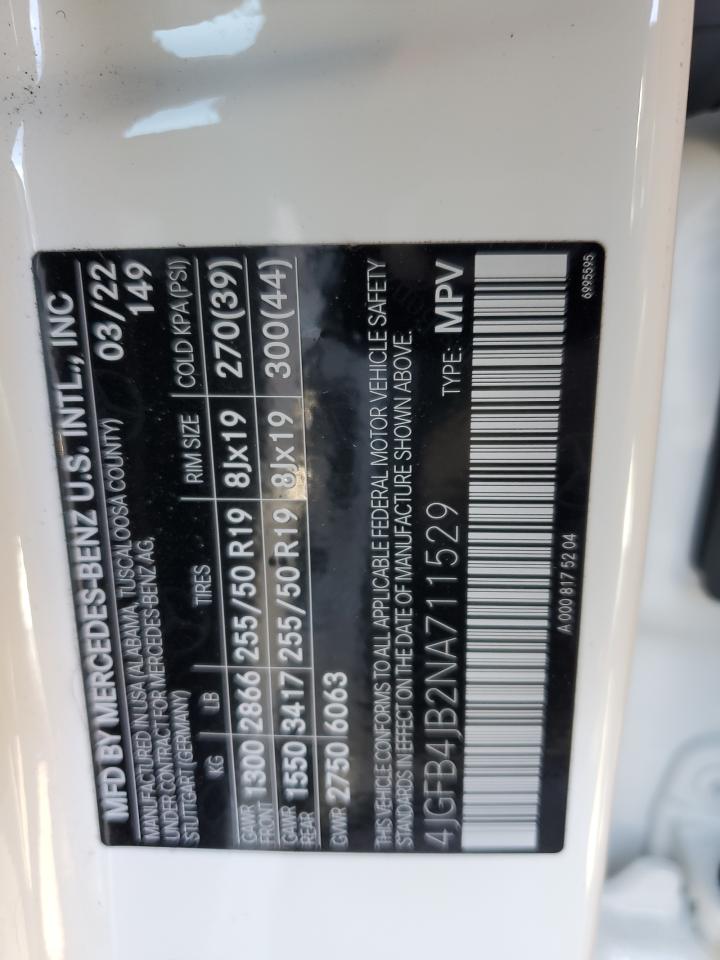 MFD BY MERCEDES-BENZ U.S. INTL., INC
MANUFACTURED IN USA (ALABAMA, TUSCALOOSA COUNTY) 03/22
UNDER CONTRACT FOR MERCEDES-BENZ AG, 149
STUTTGART (GERMANY)
KG LB TIRES RIM SIZE COLD KPA (PSI)
GAWR FRONT 1300 2866 255/50 R19 8Jx19 270(39)
GAWR REAR 1550 3417 255/50 R19 8Jx19 300(44)
GVWR 2750 6063
THIS VEHICLE CONFORMS TO ALL APPLICABLE FEDERAL MOTOR VEHICLE SAFETY
STANDARDS IN EFFECT ON THE DATE OF MANUFACTURE SHOWN ABOVE.
4JGFB4JB2NA711529 TYPE: MPV
A 000 817 52 04 6995595